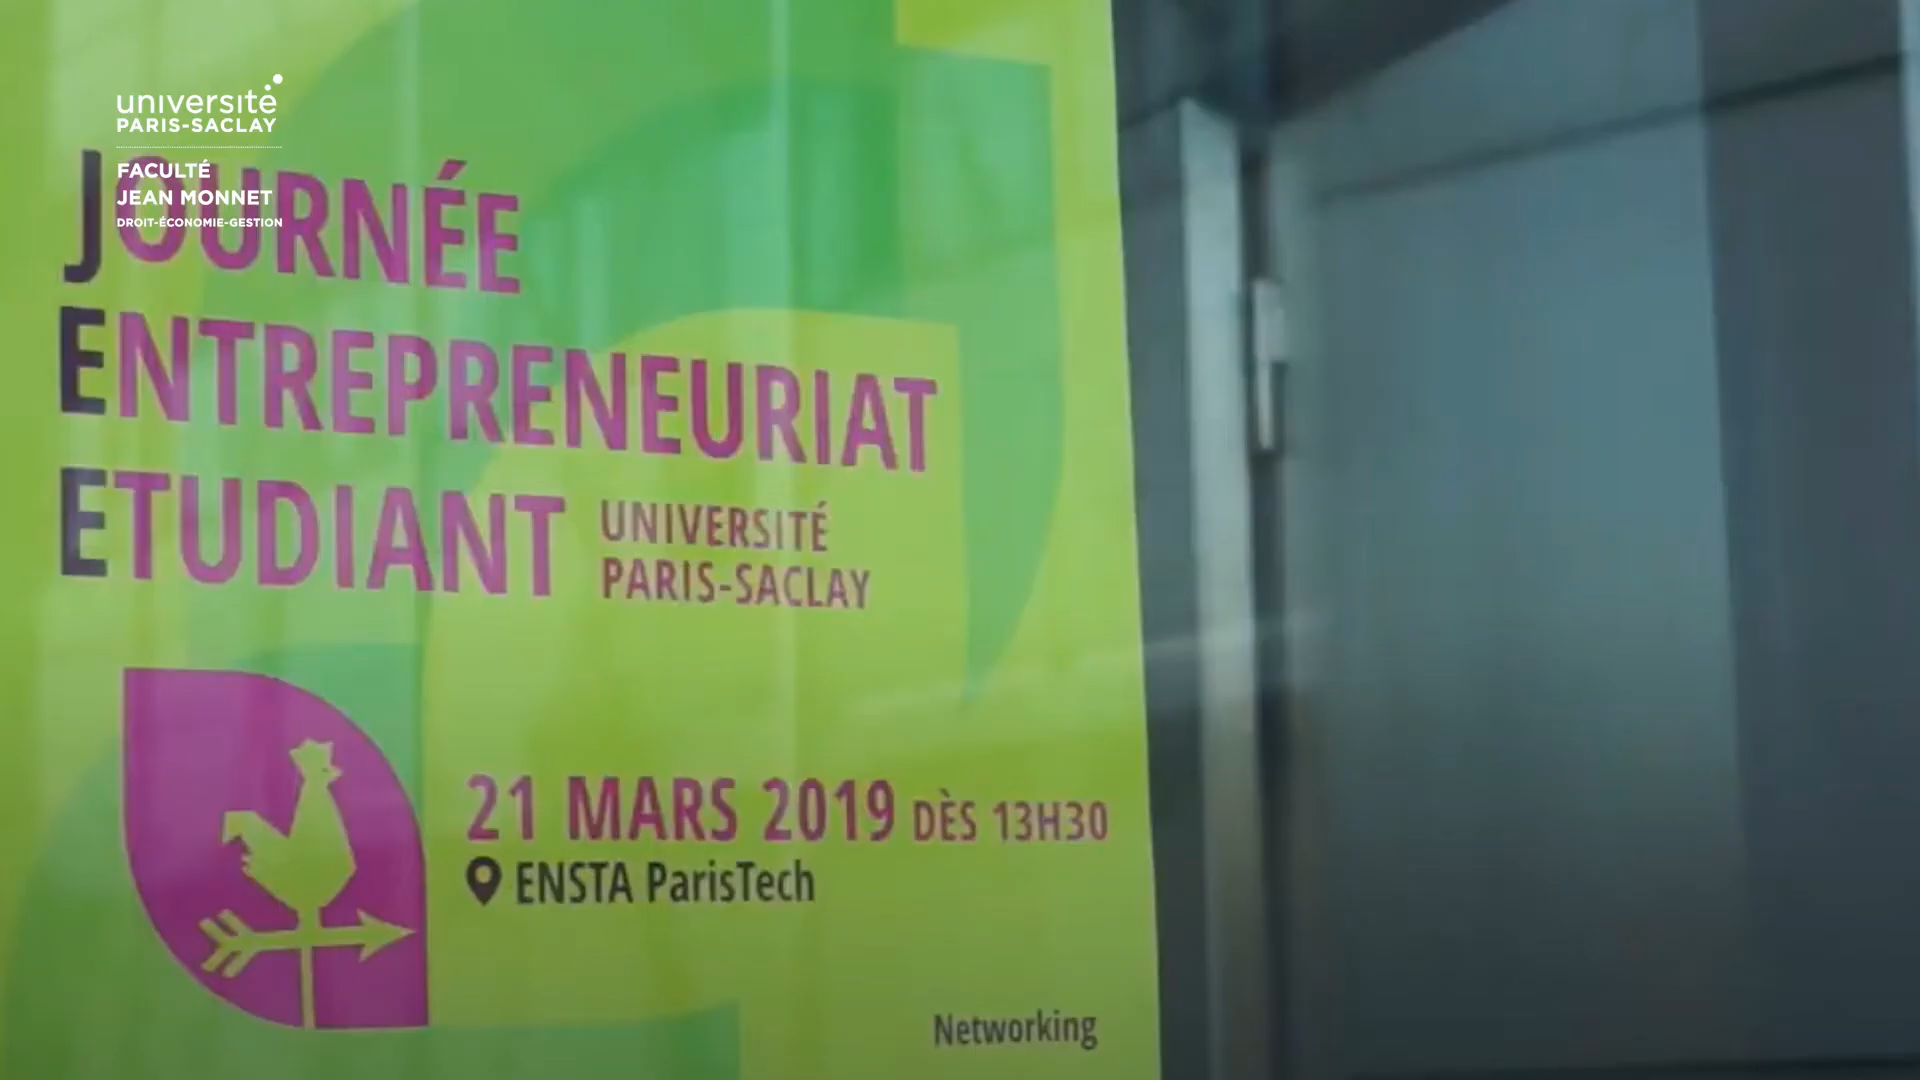 université
PARIS-SACLAY
FACULTÉ
JEAN MONNET
DROIT-ÉCONOMIE-GESTION
JOURNÉE
ENTREPRENEURIAT
ETUDIANT
UNIVERSITÉ
PARIS-SACLAY
21 MARS 2019 DÈS 13H30
ENSTA ParisTech
Networking